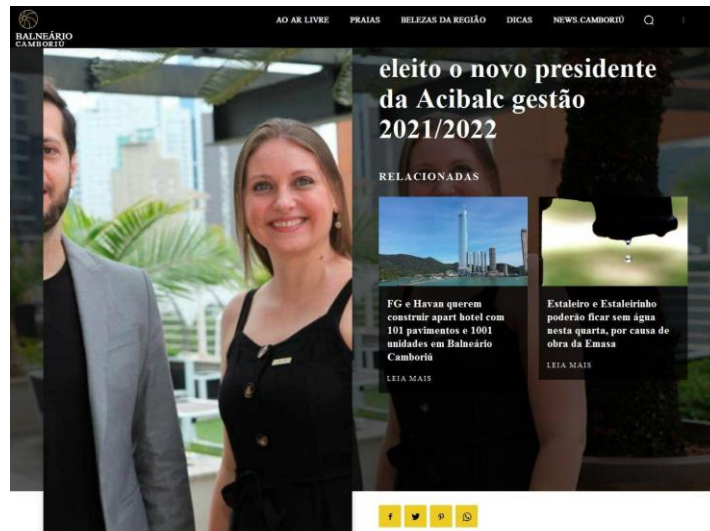 BALNEÁRIO
CAMBORIÚ
AO AR LIVRE PRAIAS BELEZAS DA REGIÃO DICAS NEWS CAMBORIÚ
eleito o novo presidente
da Acibalc gestão
2021/2022
RELACIONADAS
FG e Havan querem
construir apart hotel com
101 pavimentos e 1001
unidades em Balneário
Camboriú
LEIA MAIS
Estaleiro e Estaleirinho
poderão ficar sem água
nesta quarta, por causa de
obra da Emasa
LEIA MAIS